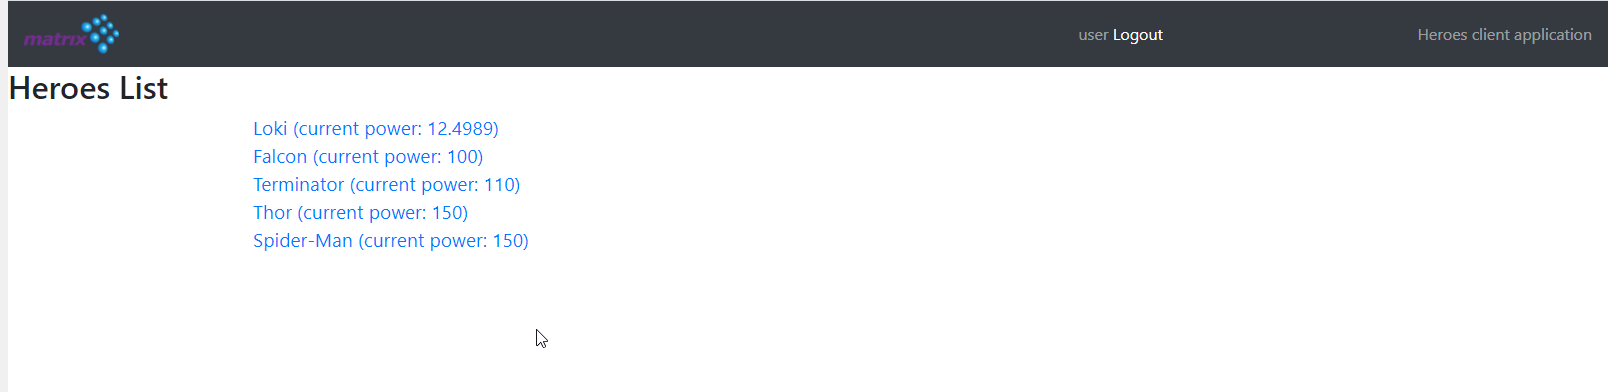 matrix
user Logout
Heroes client application
Heroes List
Loki (current power: 12.4989)
Falcon (current power: 100)
Terminator (current power: 110)
Thor (current power: 150)
Spider-Man (current power: 150)